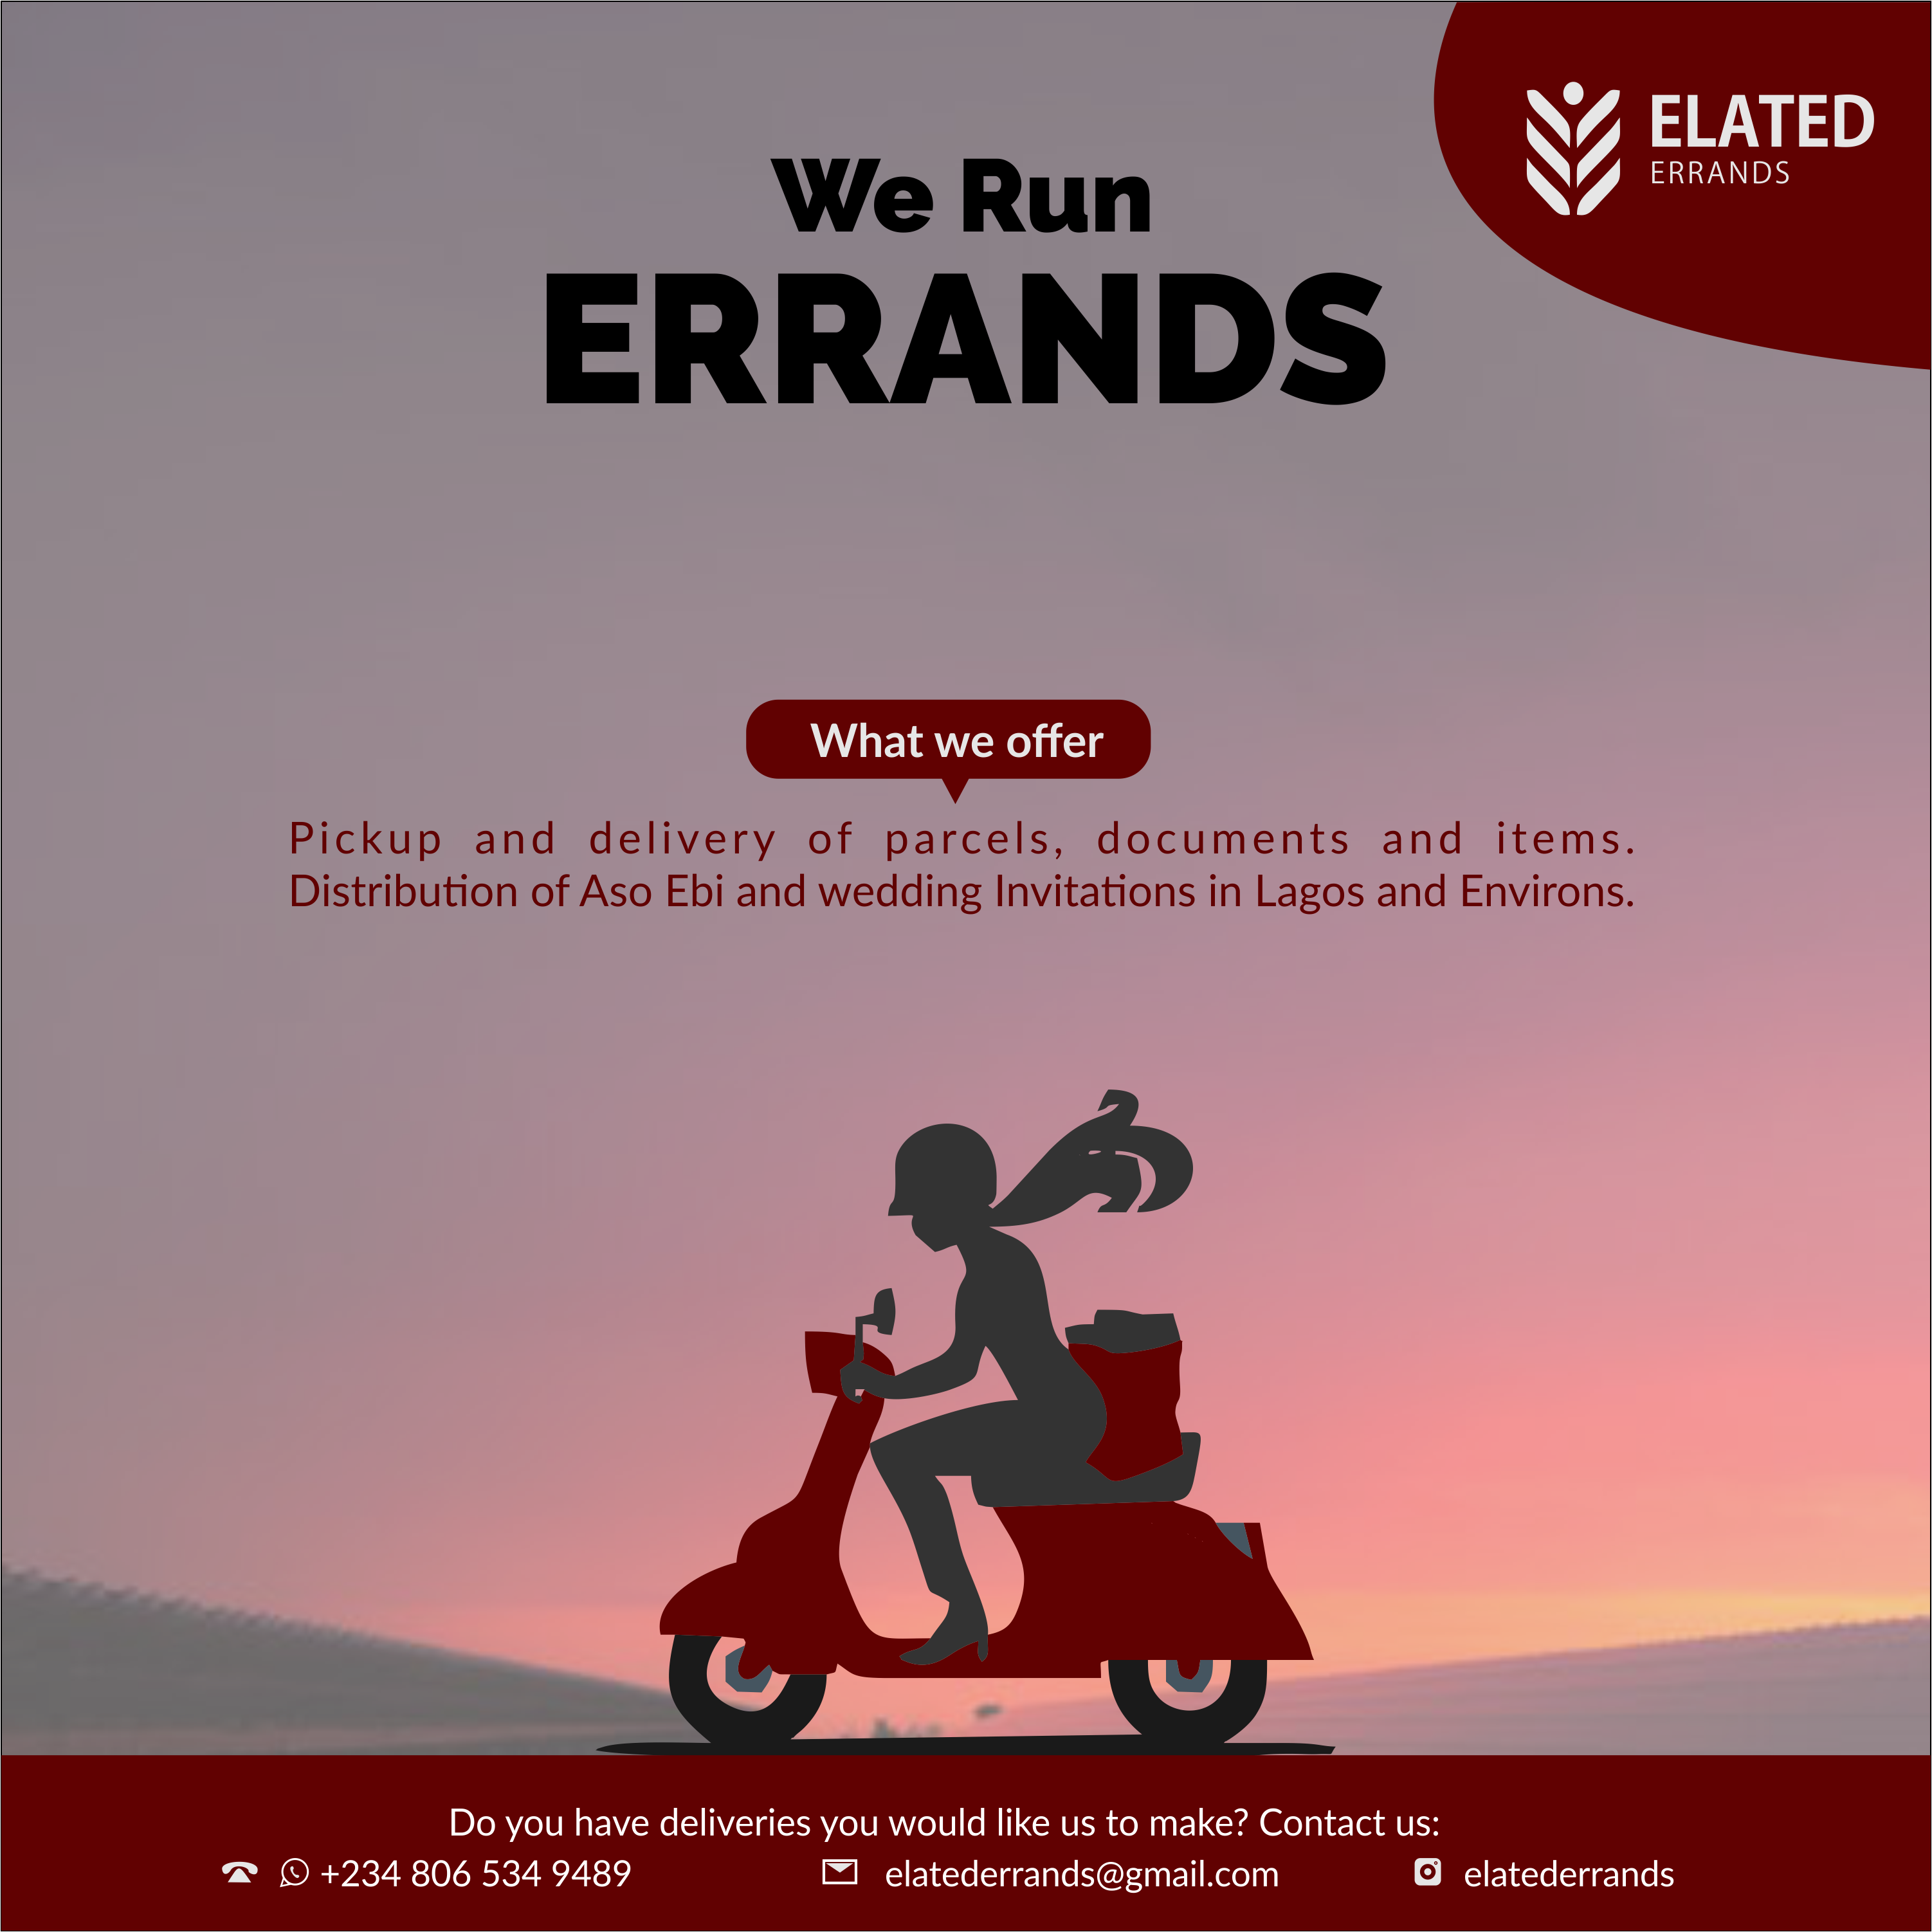 ELATED
ERRANDS
We Run
ERRANDS
What we offer
Pickup and delivery of parcels, documents and items.
Distribution of Aso Ebi and wedding Invitations in Lagos and Environs.
Do you have deliveries you would like us to make? Contact us:
+234 806 534 9489
elatederrands@gmail.com
elatederrands